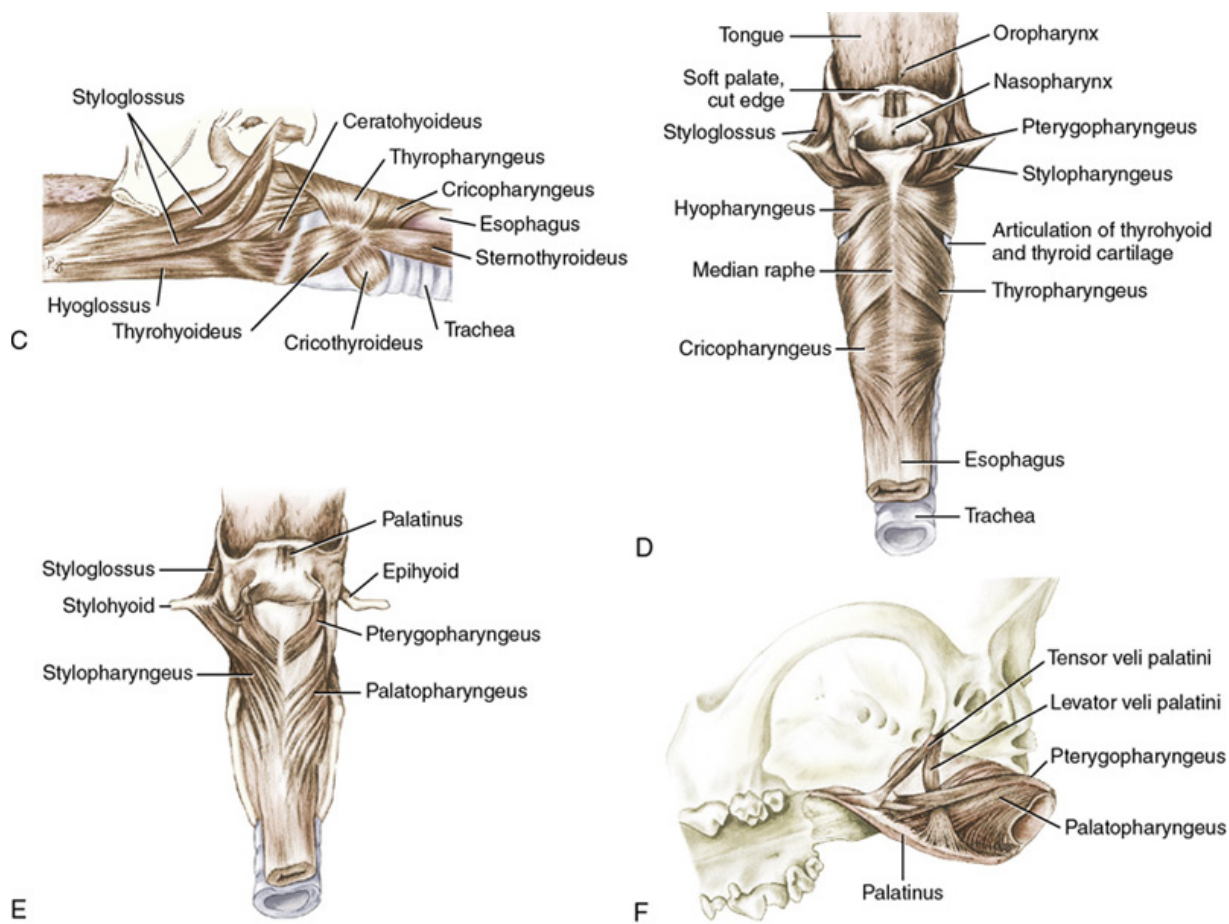 Styloglossus
Ceratohyoideus
Thyropharyngeus
Cricopharyngeus
Esophagus
Sternothyroideus
Hyoglossus
Thyrohyoideus
Cricothyroideus
Trachea
C
Tongue
Oropharynx
Soft palate,
cut edge
Nasopharynx
Styloglossus
Pterygopharyngeus
Stylopharyngeus
Hyopharyngeus
Articulation of thyrohyoid
and thyroid cartilage
Median raphe
Thyropharyngeus
Cricopharyngeus
Esophagus
Trachea
D
Palatinus
Styloglossus
Epihyoid
Stylohyoid
Pterygopharyngeus
Stylopharyngeus
Palatopharyngeus
E
Tensor veli palatini
Levator veli palatini
Pterygopharyngeus
Palatopharyngeus
Palatinus
F